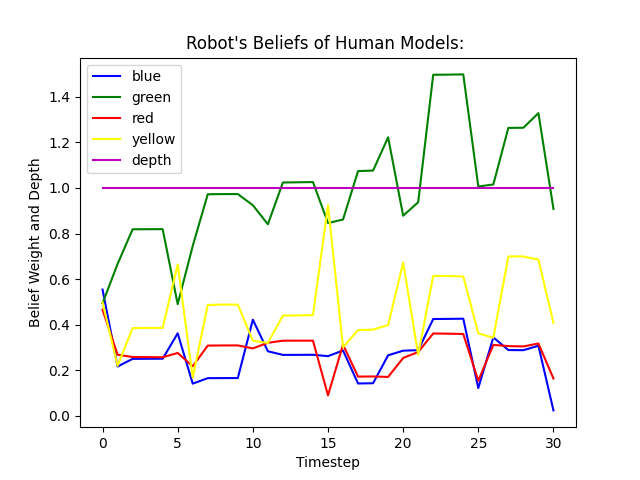 Robot's Beliefs of Human Models:
blue
green
red
yellow
depth
Belief Weight and Depth
1.4
1.2
1.0
0.8
0.6
0.4
0.2
0.0
0 5 10 15 20 25 30
Timestep